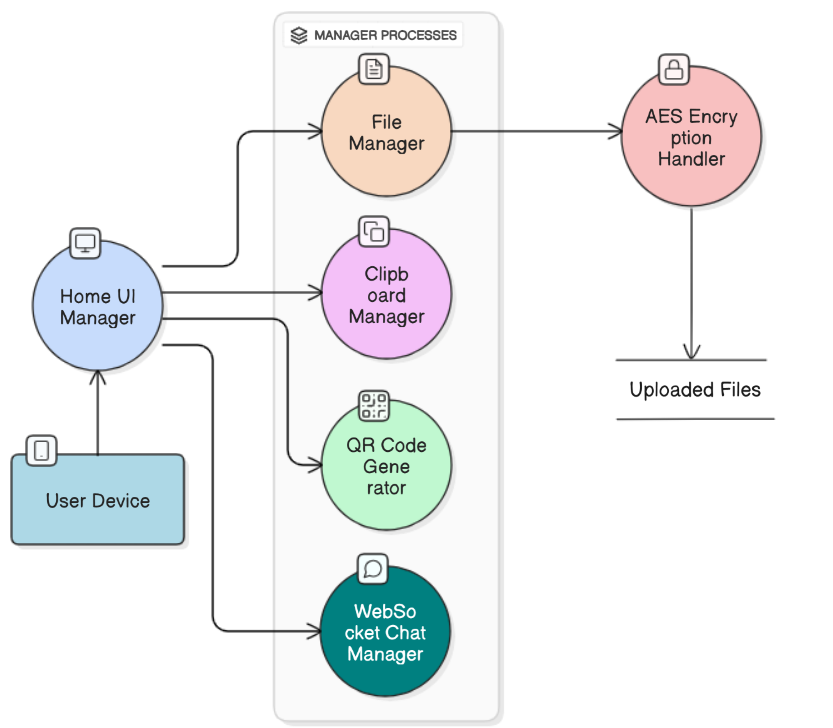 MANAGER PROCESSES
File
Manager
AES Encry
ption
Handler
Clipb
oard
Manager
Home UI
Manager
Uploaded Files
QR Code
Gene
rator
User Device
WebSo
cket Chat
Manager